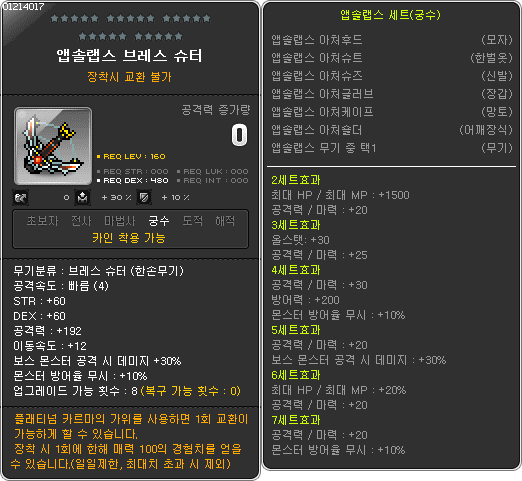 01214017
앱솔랩스 브레스 슈터
장착시 교환 불가
공격력 증가량
0
REQ LEV : 160
REQ STR : 000
REQ LUK : 000
REQ DEX : 480
REQ INT : 000
0
+ 30 %
+ 10 %
초보자 전사 마법사 궁수 도적 해적
카인 착용 가능
무기분류 : 브레스 슈터 (한손무기)
공격속도 : 빠름 (4)
STR : +60
DEX : +60
공격력 : +192
이동속도 : +12
보스 몬스터 공격 시 데미지 +30%
몬스터 방어율 무시 : +10%
업그레이드 가능 횟수 : 8 (복구 가능 횟수 : 0)
플래티넘 카르마의 가위를 사용하면 1회 교환이
가능하게 할 수 있습니다.
장착 시 1회에 한해 매력 100의 경험치를 얻을
수 있습니다.(일일제한, 최대치 초과 시 제외)
앱솔랩스 세트(궁수)
앱솔랩스 아처후드 (모자)
앱솔랩스 아처슈트 (한벌옷)
앱솔랩스 아처슈즈 (신발)
앱솔랩스 아처글러브 (장갑)
앱솔랩스 아처케이프 (망토)
앱솔랩스 아처숄더 (어깨장식)
앱솔랩스 무기 중 택1 (무기)
2세트효과
최대 HP / 최대 MP : +1500
공격력 / 마력 : +20
3세트효과
올스탯: +30
공격력 / 마력 : +25
4세트효과
공격력 / 마력 : +30
방어력 : +200
몬스터 방어율 무시 : +10%
5세트효과
공격력 / 마력 : +20
보스 몬스터 공격 시 데미지 : +30%
6세트효과
최대 HP / 최대 MP : +20%
공격력 / 마력 : +20
7세트효과
공격력 / 마력 : +20
몬스터 방어율 무시 : +10%